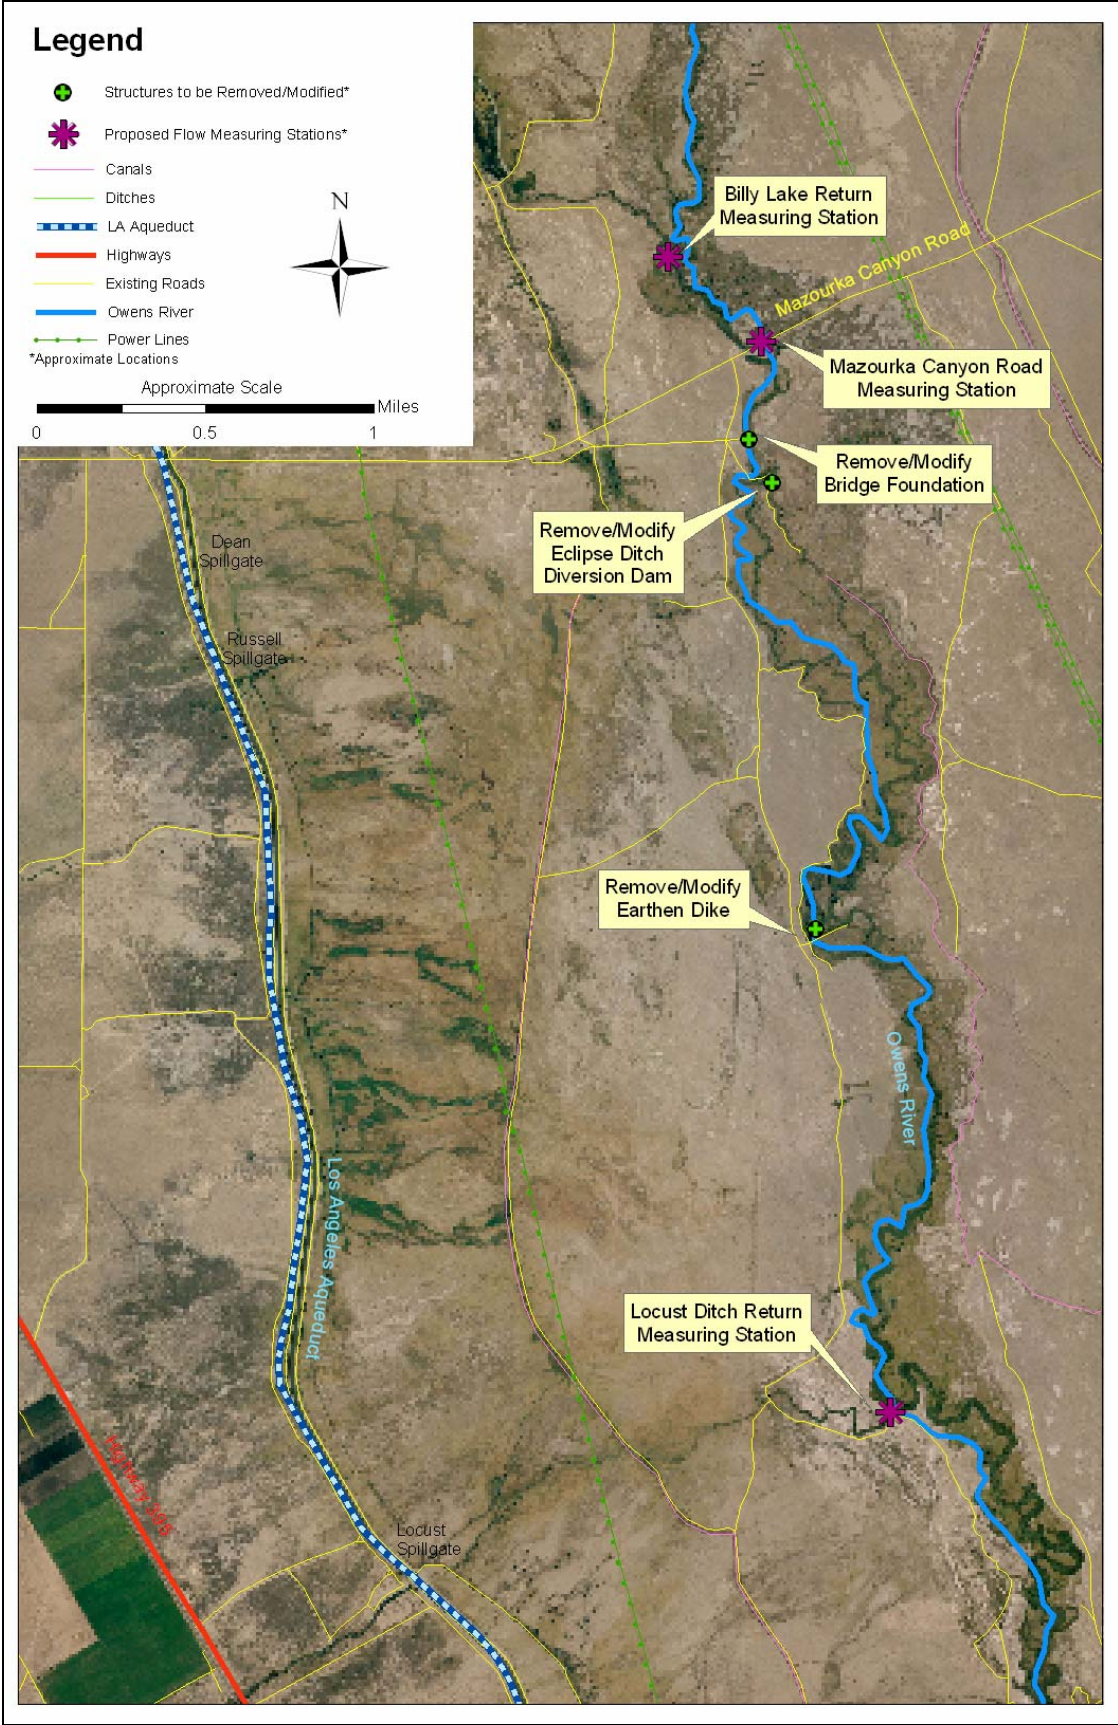 Legend
Structures to be Removed/Modified*
Proposed Flow Measuring Stations*
Canals
Ditches
LA Aqueduct
Highways
Existing Roads
Owens River
Power Lines
*Approximate Locations
N
Approximate Scale
Miles
0 0.5 1
Billy Lake Return
Measuring Station
Mazourka Canyon Road
Mazourka Canyon Road
Measuring Station
Remove/Modify
Bridge Foundation
Remove/Modify
Eclipse Ditch
Diversion Dam
Dean
Spillgate
Russell
Spillgate
Remove/Modify
Earthen Dike
Owens River
Los Angeles Aqueduct
Locust Ditch Return
Measuring Station
Highway 395
Locust
Spillgate